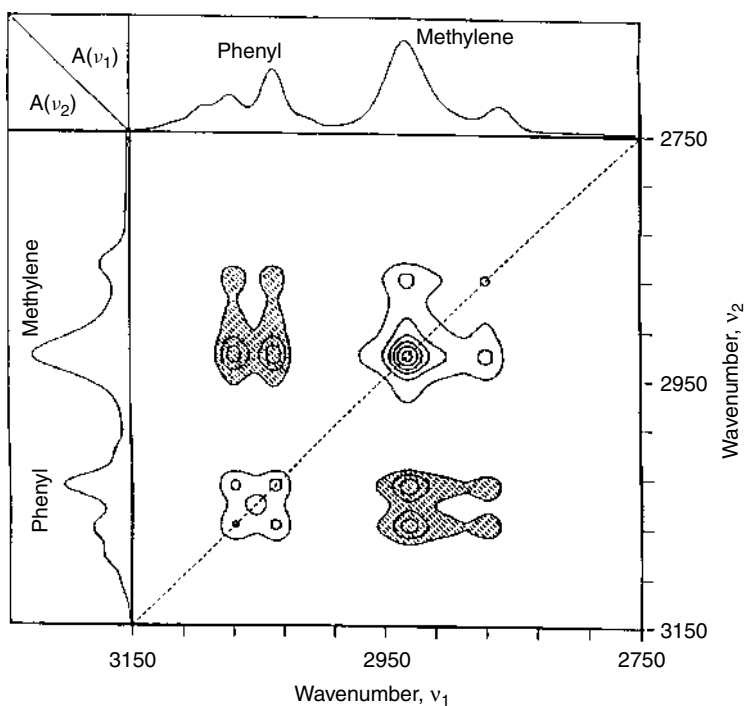 A(ν₁)
A(ν₂)
Phenyl
Methylene
Methylene
Phenyl
2750
2950
3150
Wavenumber, ν₂
3150
2950
2750
Wavenumber, ν₁